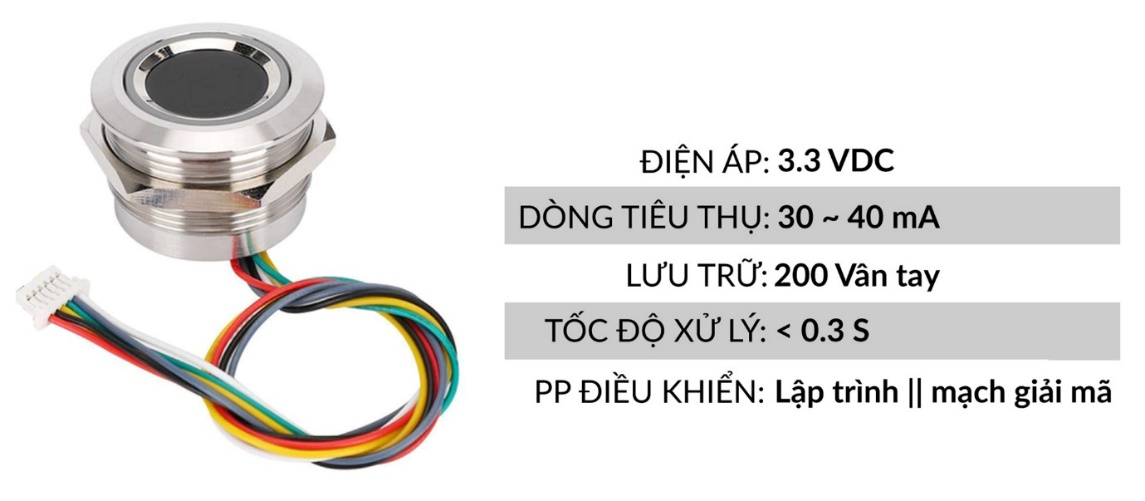 ĐIỆN ÁP: 3.3 VDC
DÒNG TIÊU THỤ: 30 ~ 40 mA
LƯU TRỮ: 200 Vân tay
TỐC ĐỘ XỬ LÝ: < 0.3 S
PP ĐIỀU KHIỂN: Lập trình || mạch giải mã